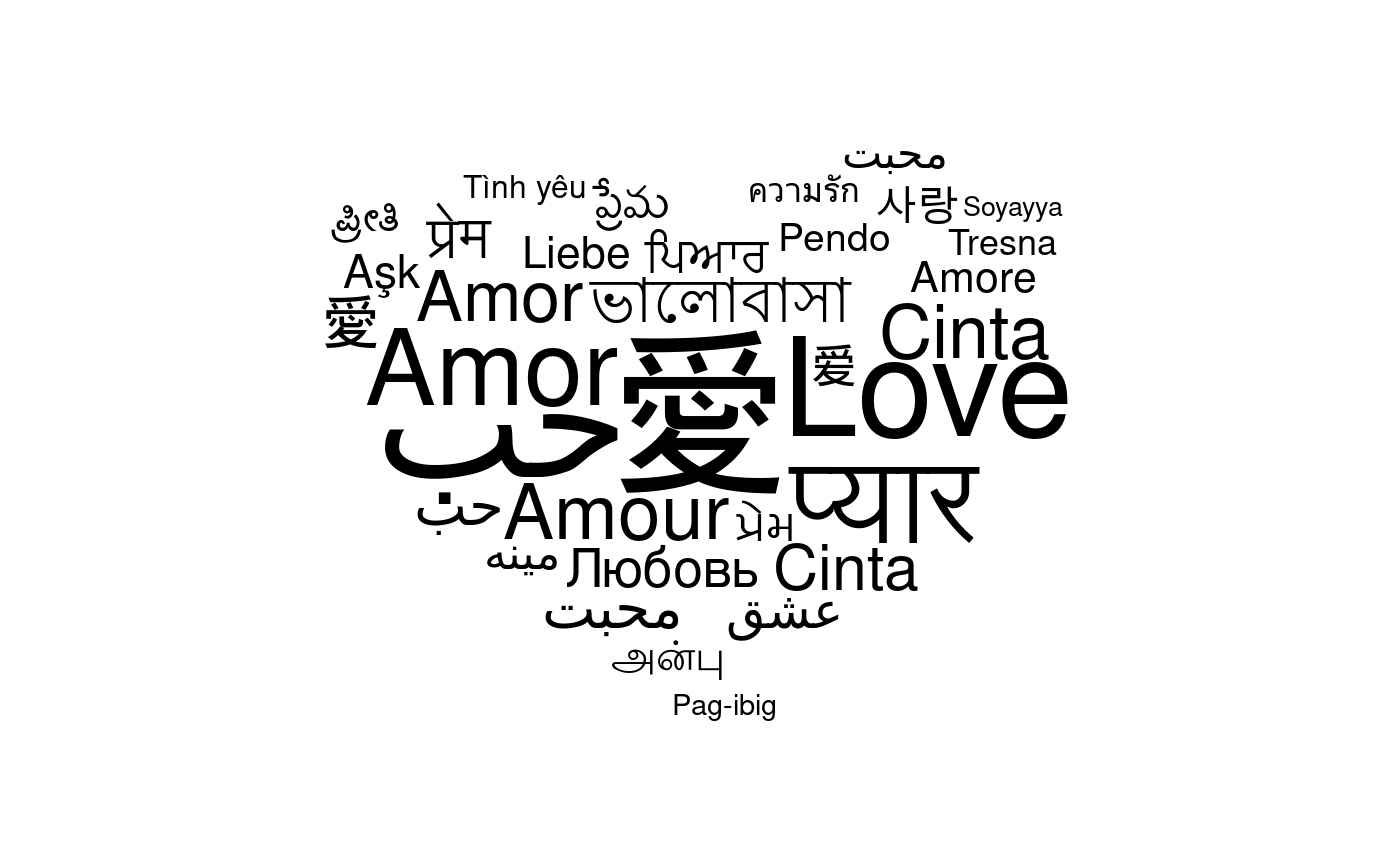 محبت
Tình yêu
ప్రేమ
ความรัก
사랑
Soyayya
ಪ್ರೀತಿ
प्रेम
Liebe
ਪਿਆਰ
Pendo
Tresna
Aşk
Amor
ভালোবাসা
Amore
愛
Amor
愛
爱
Love
Cinta
حب
प्यार
حب
Amour
પ્રેમ
مينه
Любовь
Cinta
محبت
عشق
அன்பு
Pag-ibig